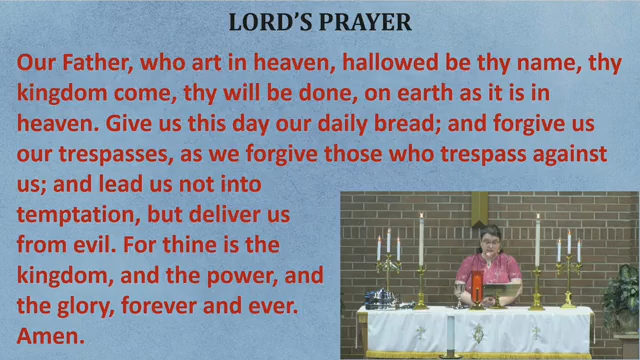 LORD'S PRAYER
Our Father, who art in heaven, hallowed be thy name, thy
kingdom come, thy will be done, on earth as it is in
heaven. Give us this day our daily bread; and forgive us
our trespasses, as we forgive those who trespass against
us; and lead us not into
temptation, but deliver us
from evil. For thine is the
kingdom, and the power, and
the glory, forever and ever.
Amen.